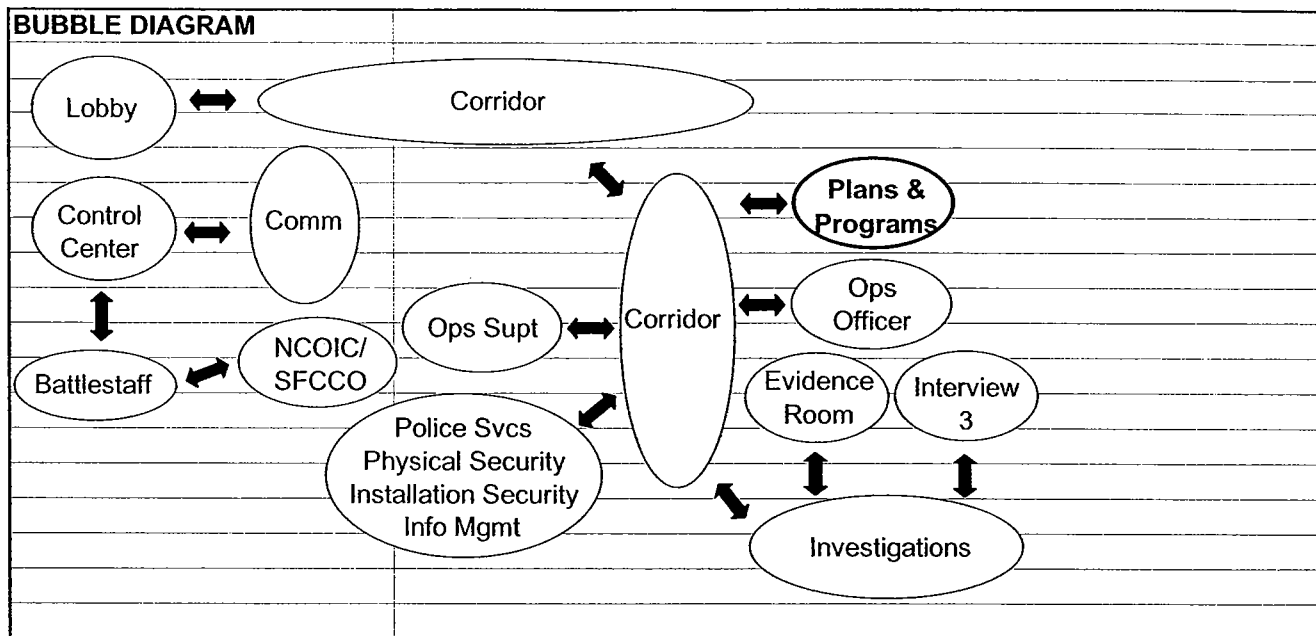 BUBBLE DIAGRAM
Lobby
Corridor
Control
Center
Comm
Plans &
Programs
Ops Supt
Corridor
Ops
Officer
Battlestaff
NCOIC/
SFCCO
Evidence
Room
Interview
3
Police Svcs
Physical Security
Installation Security
Info Mgmt
Investigations